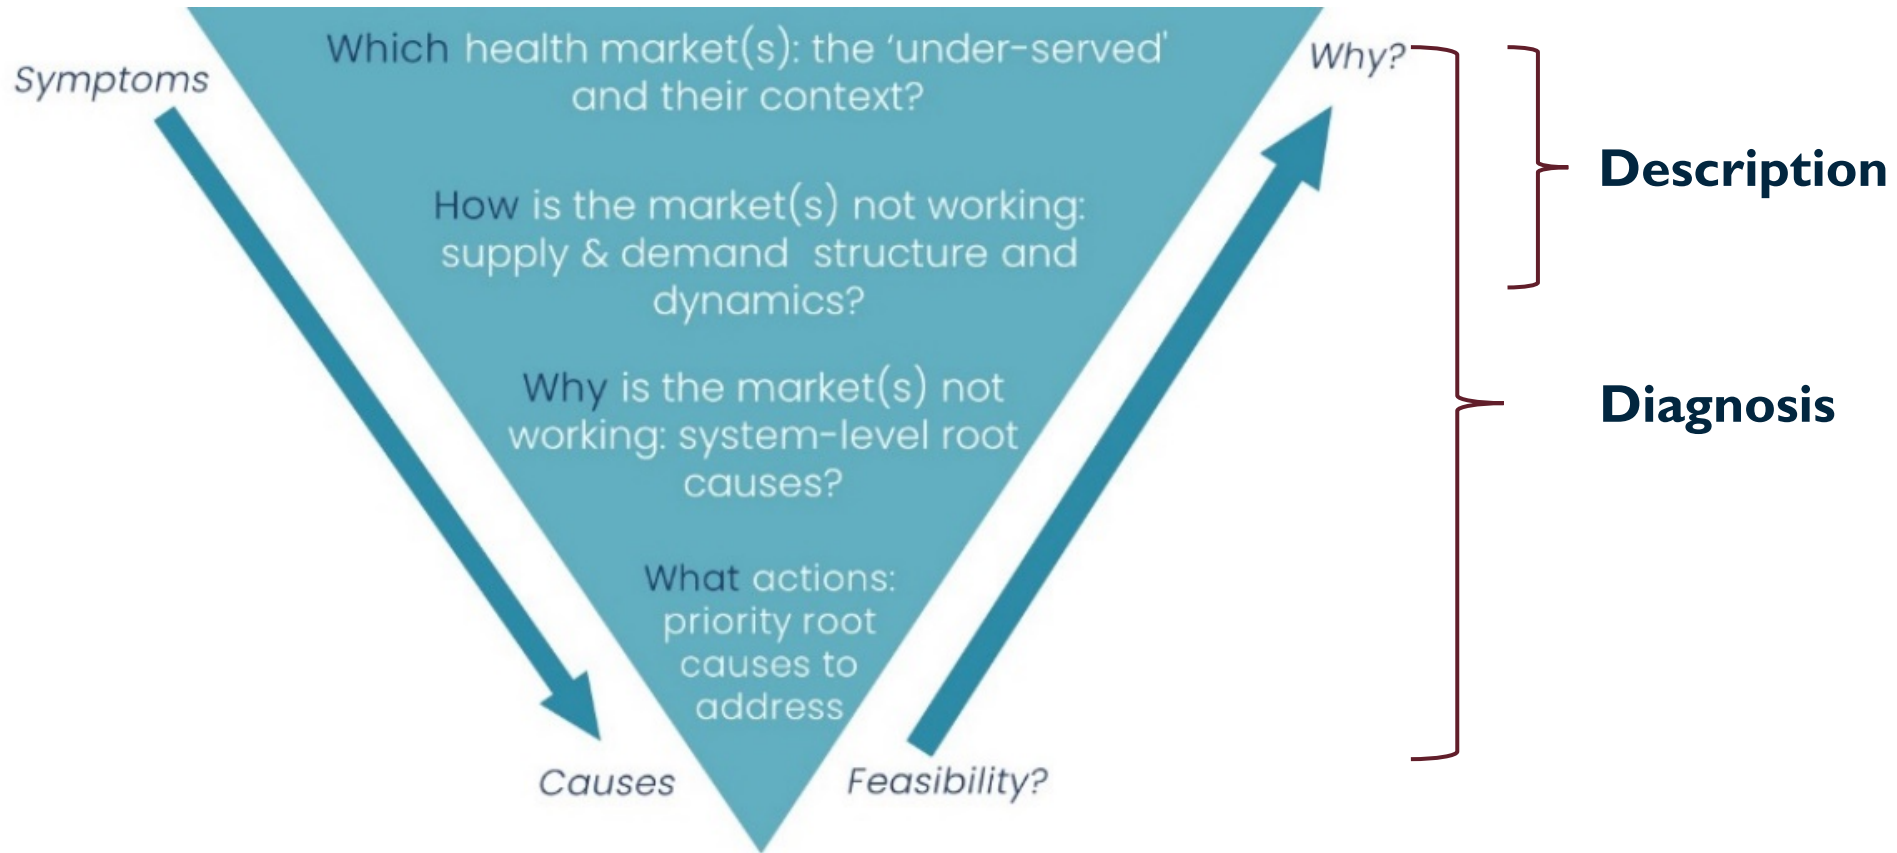 Symptoms
Which health market(s): the ‘under-served'
and their context?
Why?
How is the market(s) not working:
supply & demand  structure and
dynamics?
Why is the market(s) not
working: system-level root
causes?
What actions:
priority root
causes to
address
Causes
Feasibility?
Description
Diagnosis